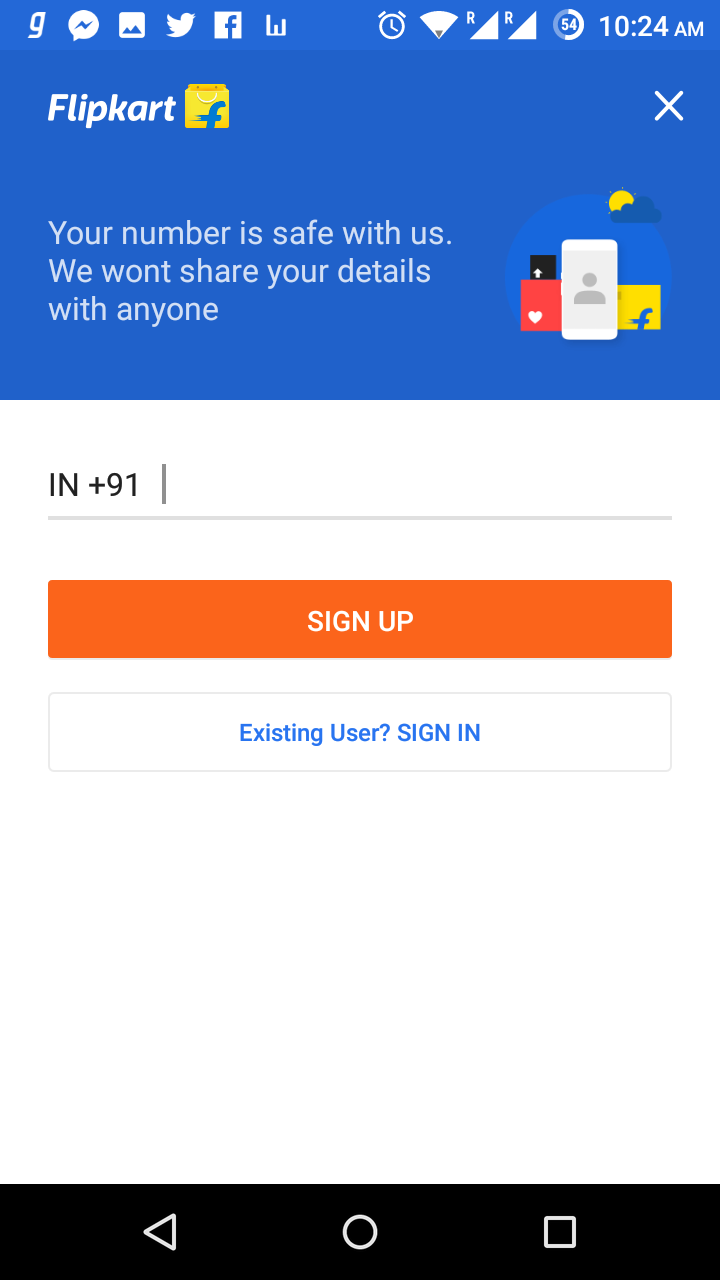 g R R 54 10:24 AM
Flipkart
Your number is safe with us.
We wont share your details
with anyone
IN +91
SIGN UP
Existing User? SIGN IN